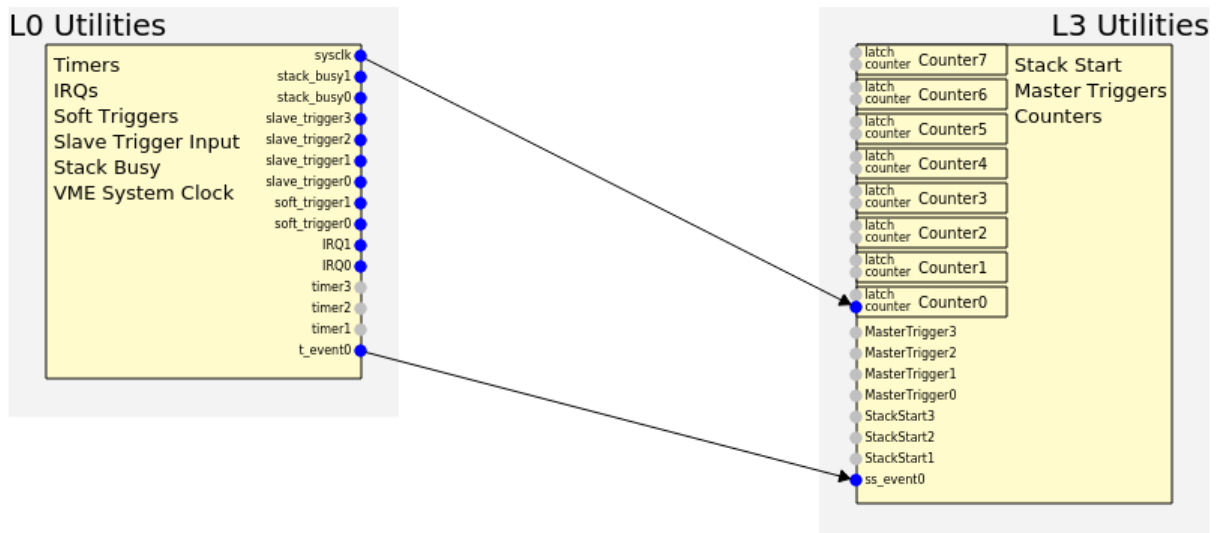 L0 Utilities
Timers
IRQs
Soft Triggers
Slave Trigger Input
Stack Busy
VME System Clock
sysclk
stack_busy1
stack_busy0
slave_trigger3
slave_trigger2
slave_trigger1
slave_trigger0
soft_trigger1
soft_trigger0
IRQ1
IRQ0
timer3
timer2
timer1
t_event0
L3 Utilities
latch
counter Counter7
latch
counter Counter6
latch
counter Counter5
latch
counter Counter4
latch
counter Counter3
latch
counter Counter2
latch
counter Counter1
latch
counter Counter0
MasterTrigger3
MasterTrigger2
MasterTrigger1
MasterTrigger0
StackStart3
StackStart2
StackStart1
ss_event0
Stack Start
Master Triggers
Counters